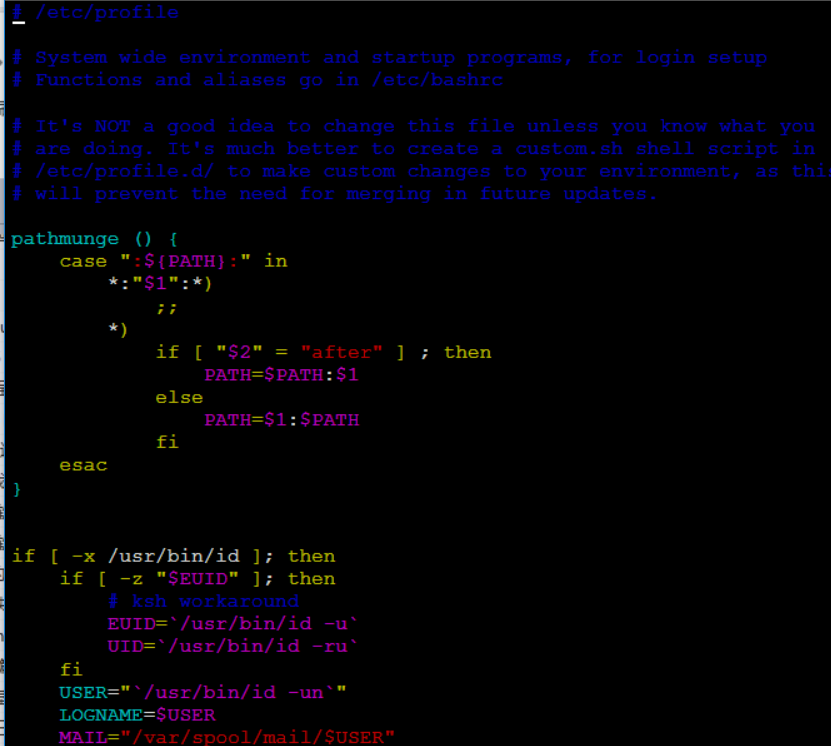 # /etc/profile
# System wide environment and startup programs, for login setup
# Functions and aliases go in /etc/bashrc
# It's NOT a good idea to change this file unless you know what you
# are doing. It's much better to create a custom.sh shell script in
# /etc/profile.d/ to make custom changes to your environment, as this
# will prevent the need for merging in future updates.
pathmunge () {
    case ":${PATH}:" in
        *:"$1":*)
            ;;
        *)
            if [ "$2" = "after" ] ; then
                PATH=$PATH:$1
            else
                PATH=$1:$PATH
            fi
    esac
}
if [ -x /usr/bin/id ]; then
    if [ -z "$EUID" ]; then
        # ksh workaround
        EUID=`/usr/bin/id -u`
        UID=`/usr/bin/id -ru`
    fi
    USER="`/usr/bin/id -un`"
    LOGNAME=$USER
    MAIL="/var/spool/mail/$USER"